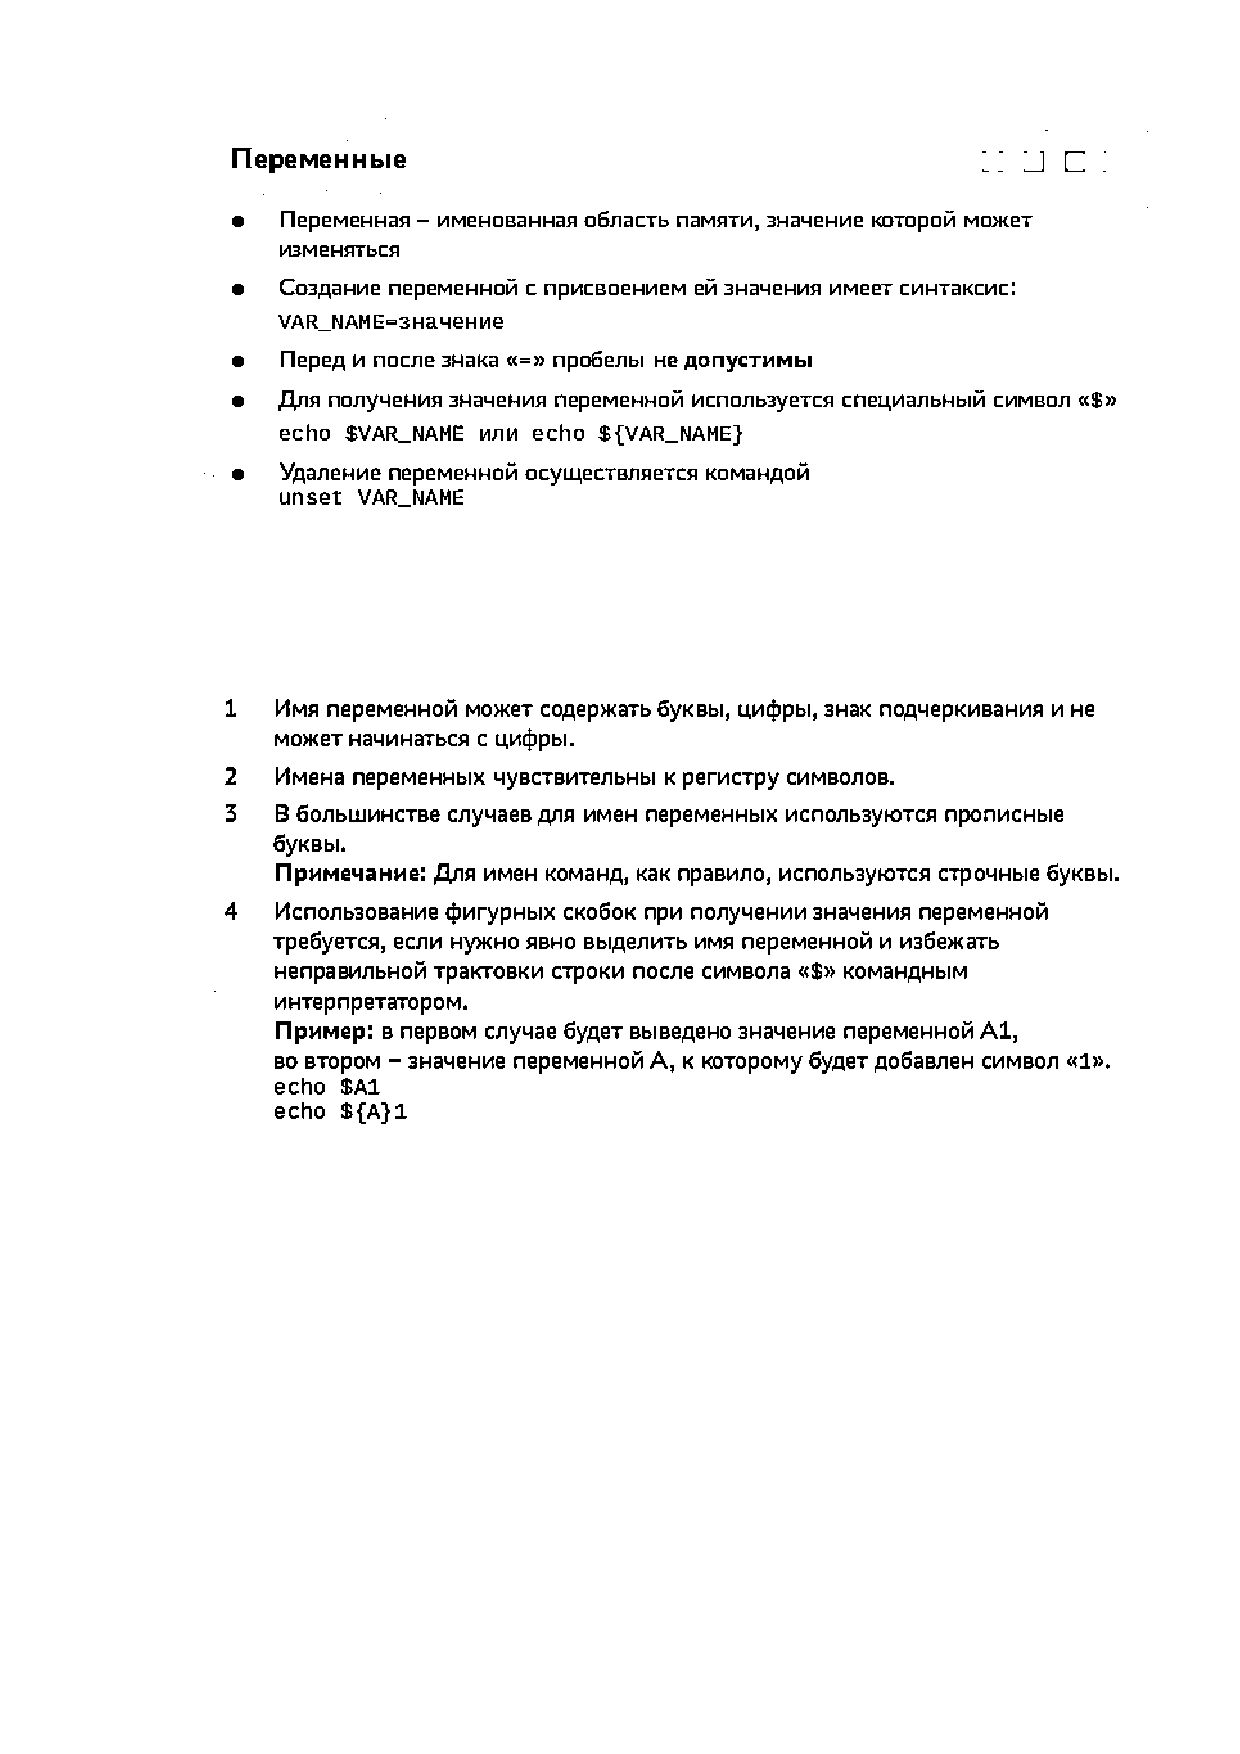 Переменные
● Переменная – именованная область памяти, значение которой может
изменяться
● Создание переменной с присвоением ей значения имеет синтаксис:
VAR_NAME=значение
● Перед и после знака «=» пробелы не допустимы
● Для получения значения переменной используется специальный символ «$»
echo $VAR_NAME или echo ${VAR_NAME}
● Удаление переменной осуществляется командой
unset VAR_NAME
1 Имя переменной может содержать буквы, цифры, знак подчеркивания и не
может начинаться с цифры.
2 Имена переменных чувствительны к регистру символов.
3 В большинстве случаев для имен переменных используются прописные
буквы.
Примечание: Для имен команд, как правило, используются строчные буквы.
4 Использование фигурных скобок при получении значения переменной
требуется, если нужно явно выделить имя переменной и избежать
неправильной трактовки строки после символа «$» командным
интерпретатором.
Пример: в первом случае будет выведено значение переменной А1,
во втором – значение переменной А, к которому будет добавлен символ «1».
echo $A1
echo ${A}1